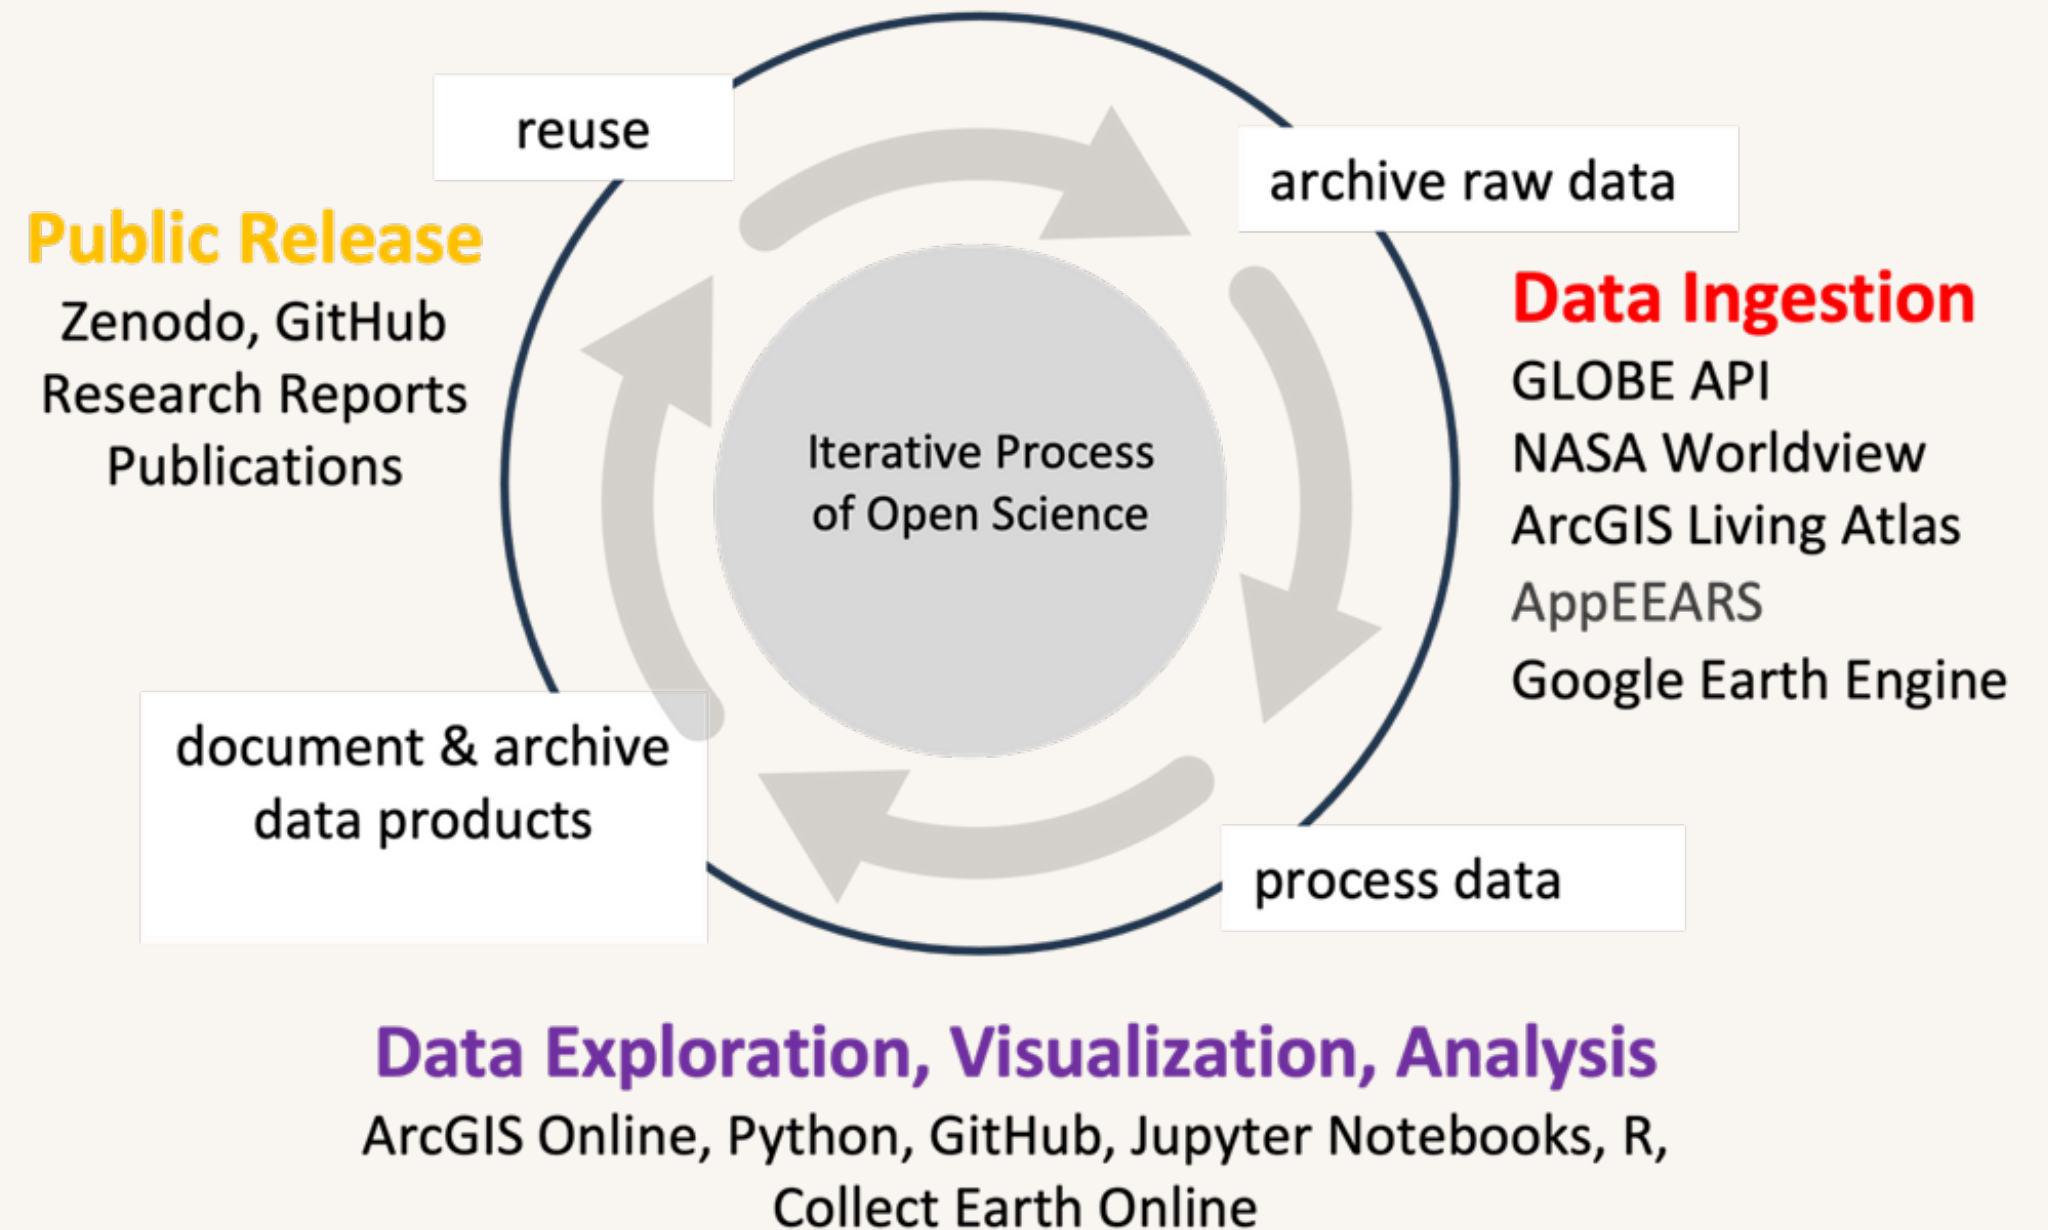 reuse
archive raw data
Public Release
Zenodo, GitHub
Research Reports
Publications
Data Ingestion
GLOBE API
NASA Worldview
ArcGIS Living Atlas
AppEEARS
Google Earth Engine
Iterative Process
of Open Science
document & archive
data products
process data
Data Exploration, Visualization, Analysis
ArcGIS Online, Python, GitHub, Jupyter Notebooks, R,
Collect Earth Online